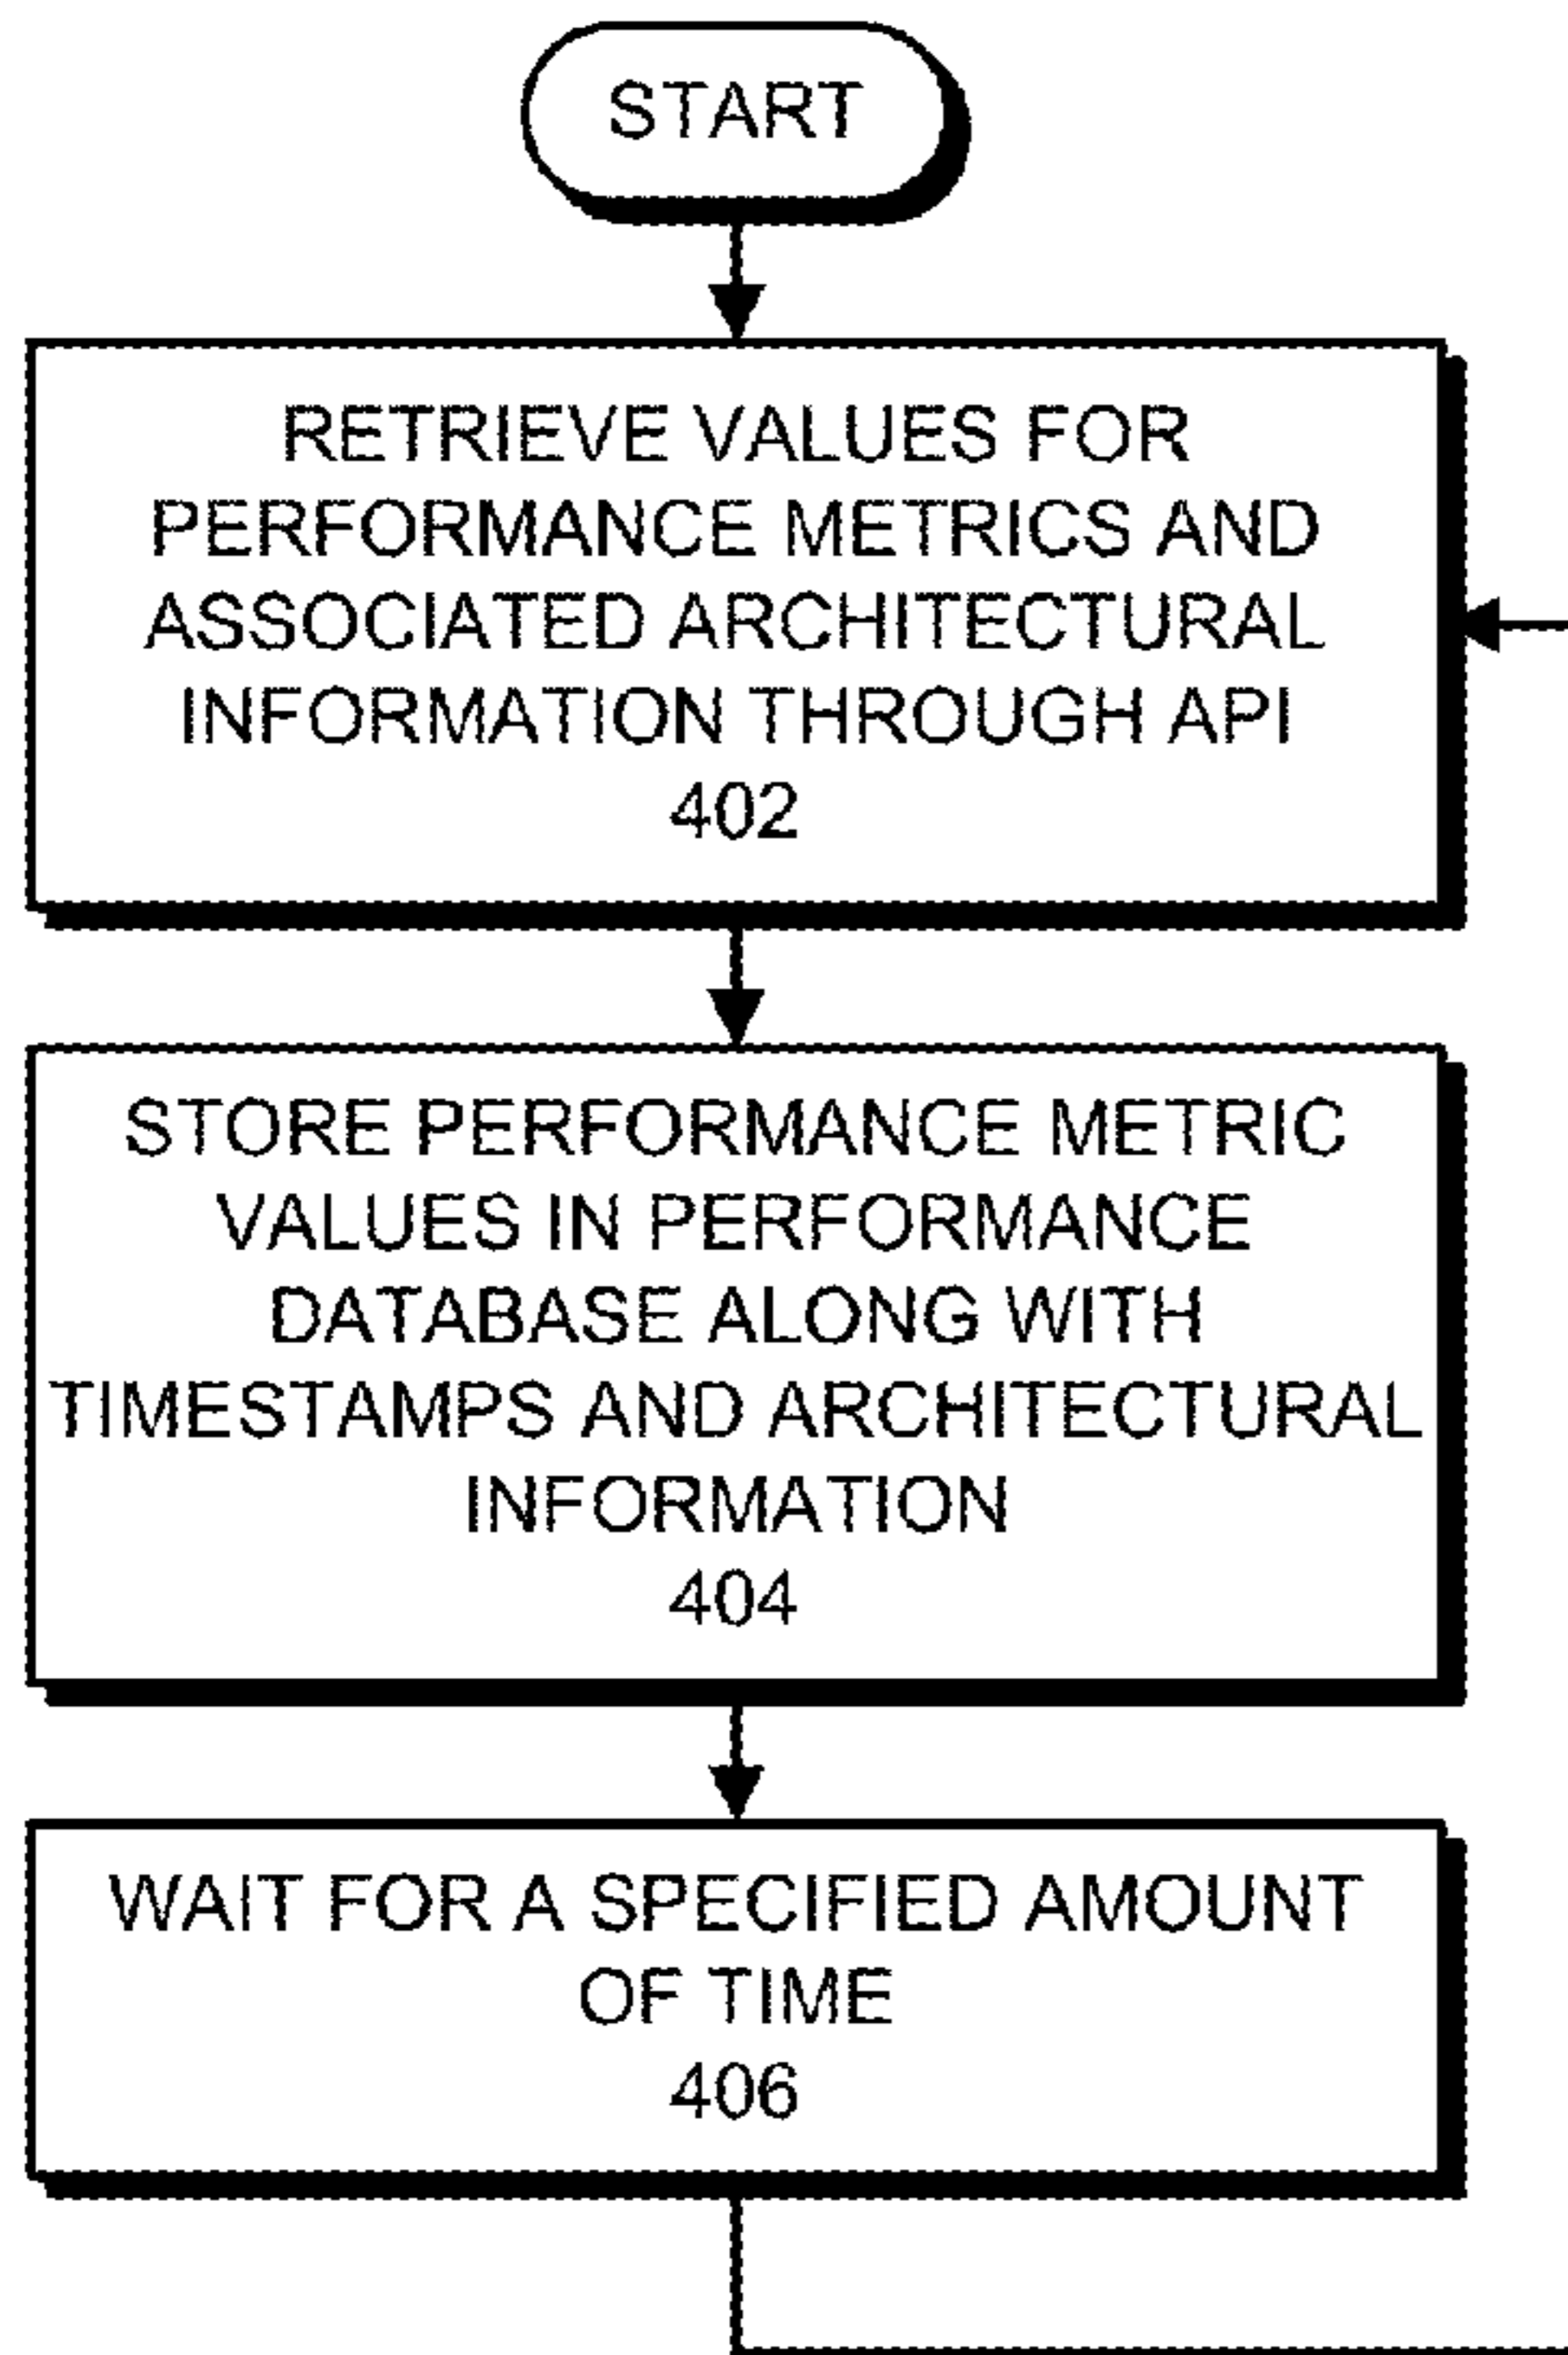 START
RETRIEVE VALUES FOR
PERFORMANCE METRICS AND
ASSOCIATED ARCHITECTURAL
INFORMATION THROUGH API
402
STORE PERFORMANCE METRIC
VALUES IN PERFORMANCE
DATABASE ALONG WITH
TIMESTAMPS AND ARCHITECTURAL
INFORMATION
404
WAIT FOR A SPECIFIED AMOUNT
OF TIME
406